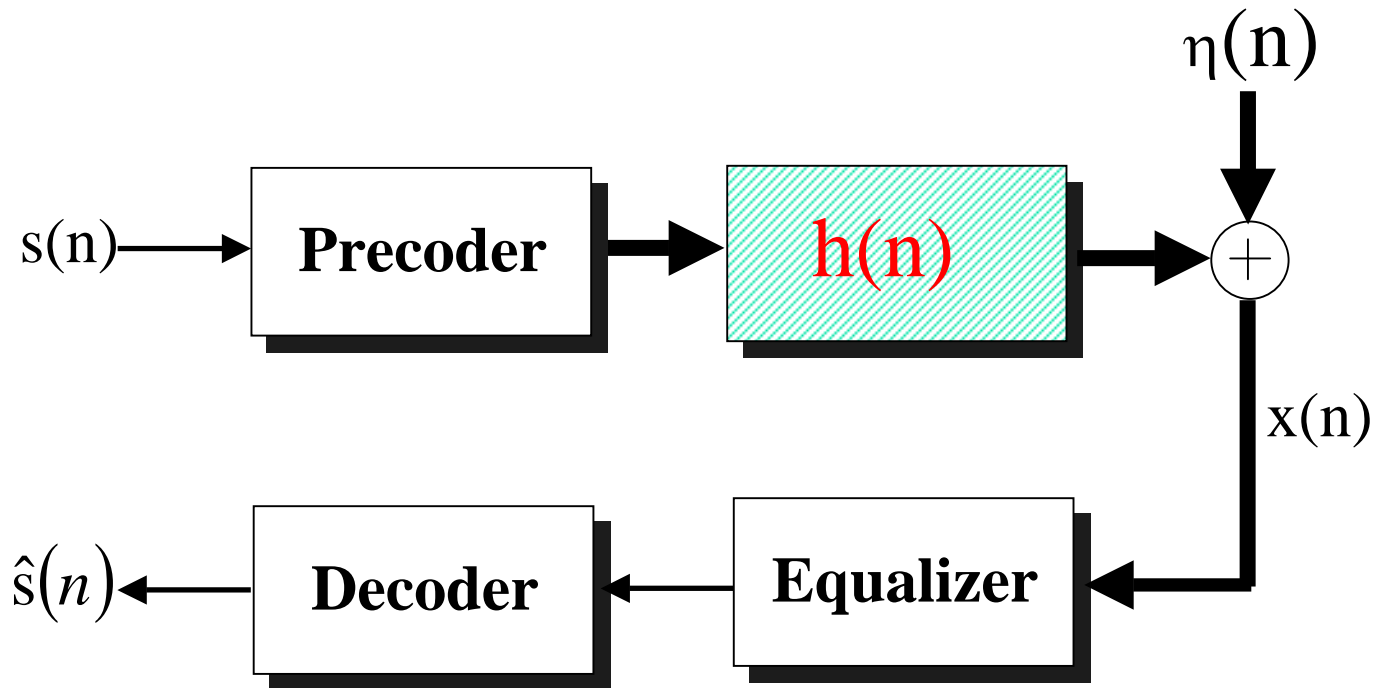 η(n)
s(n)
Precoder
h(n)
+
x(n)
ŝ(n)
Decoder
Equalizer